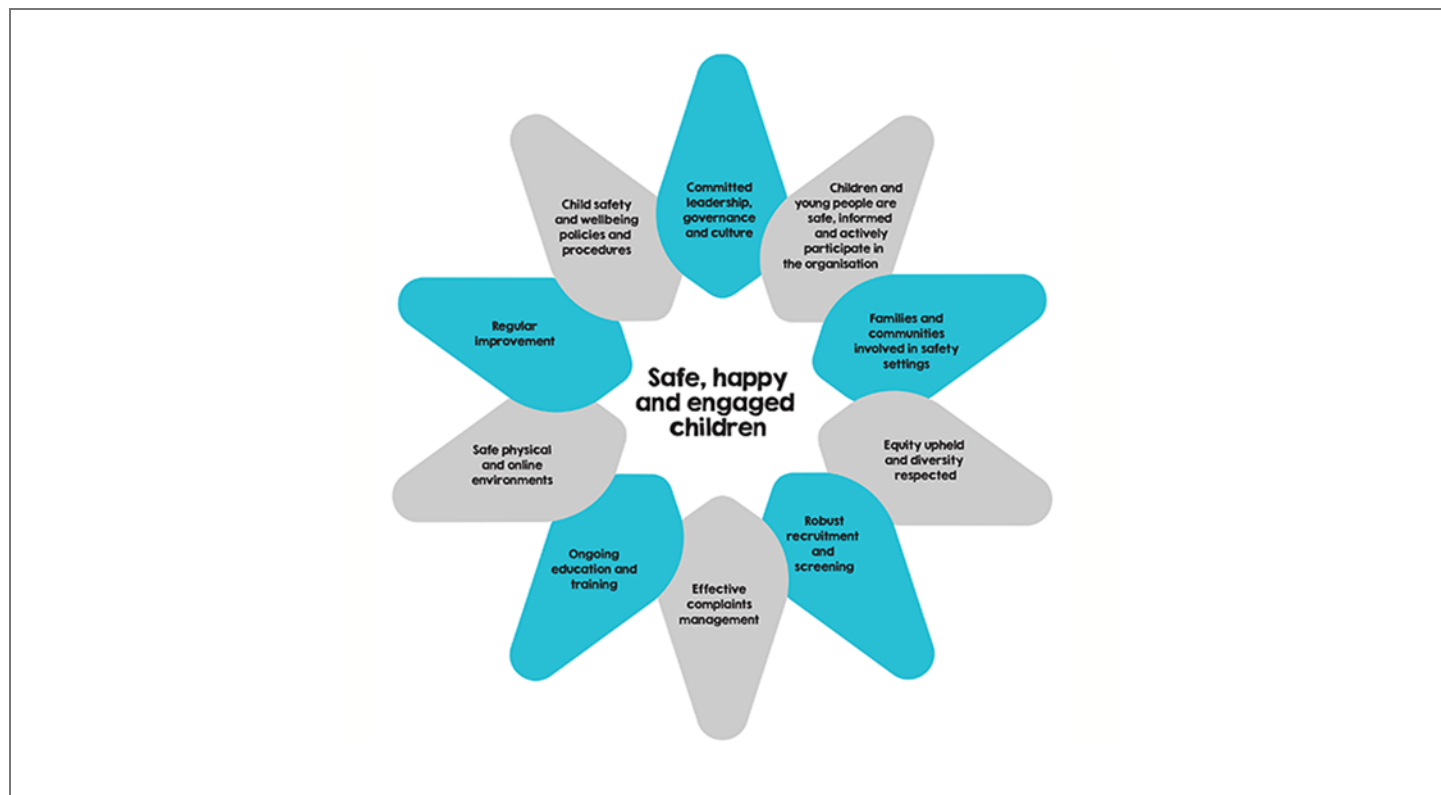 Committed
leadership,
governance
and culture
Children and
young people are
safe, informed
and actively
participate in
the organisation
Families and
communities
involved in safety
settings
Equity upheld
and diversity
respected
Robust
recruitment
and
screening
Effective
complaints
management
Ongoing
education and
training
Safe physical
and online
environments
Regular
improvement
Child safety
and wellbeing
policies and
procedures
Safe, happy
and engaged
children